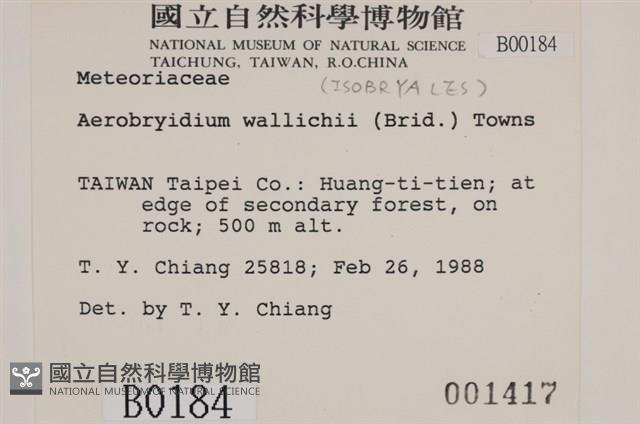 國立自然科學博物館
NATIONAL MUSEUM OF NATURAL SCIENCE
TAICHUNG, TAIWAN, R.O.CHINA
B00184
Meteoriaceae
(ISOBRYALES)
Aerobryidium wallichii (Brid.) Towns
TAIWAN Taipei Co.: Huang-ti-tien; at
edge of secondary forest, on
rock; 500 m alt.
T. Y. Chiang 25818; Feb 26, 1988
Det. by T. Y. Chiang
國立自然科學博物館
NATIONAL MUSEUM OF NATURAL SCIENCE
B00184
001417